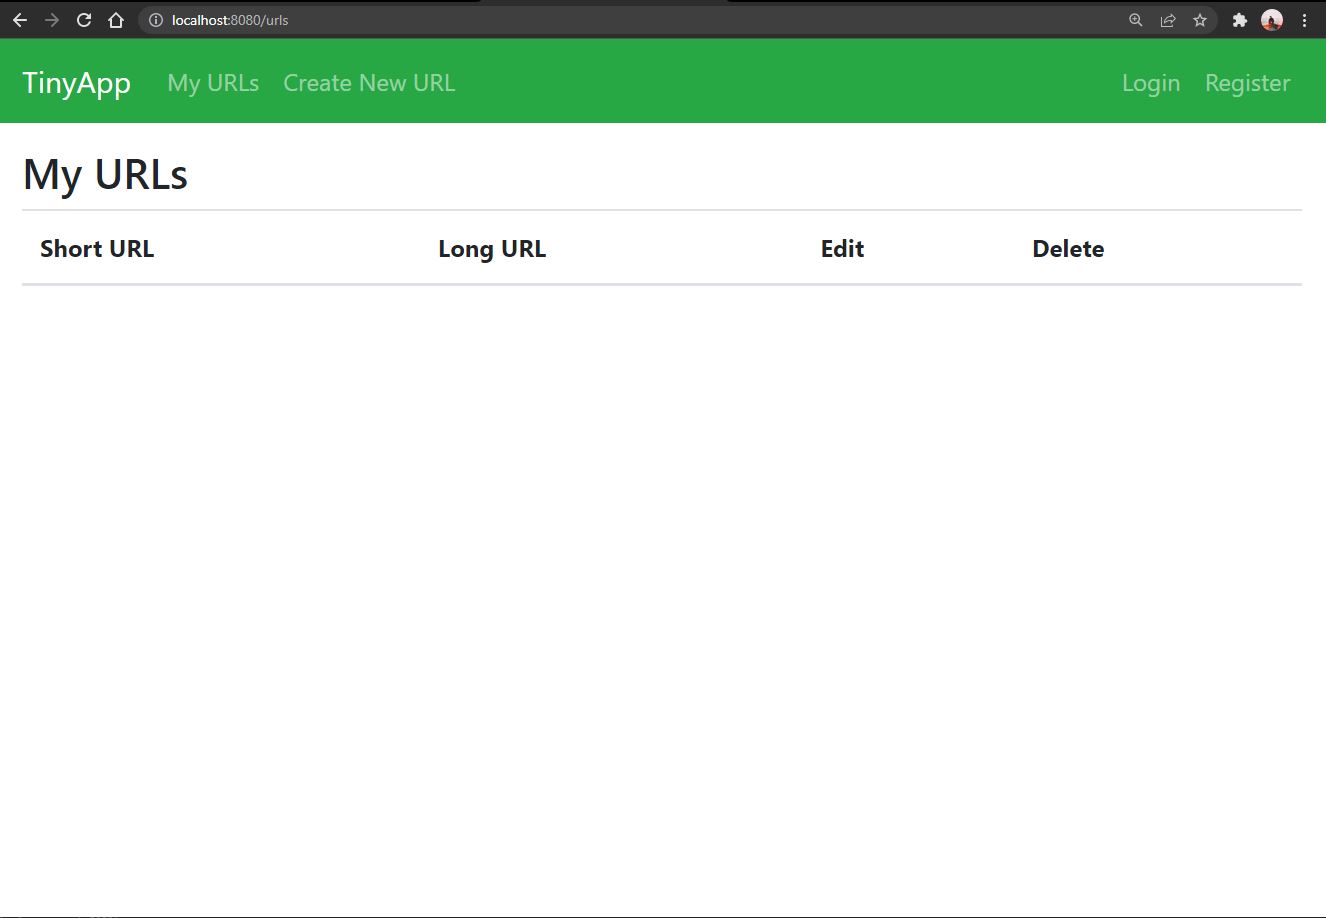 localhost:8080/urls
TinyApp My URLs Create New URL Login Register
My URLs
Short URL Long URL Edit Delete